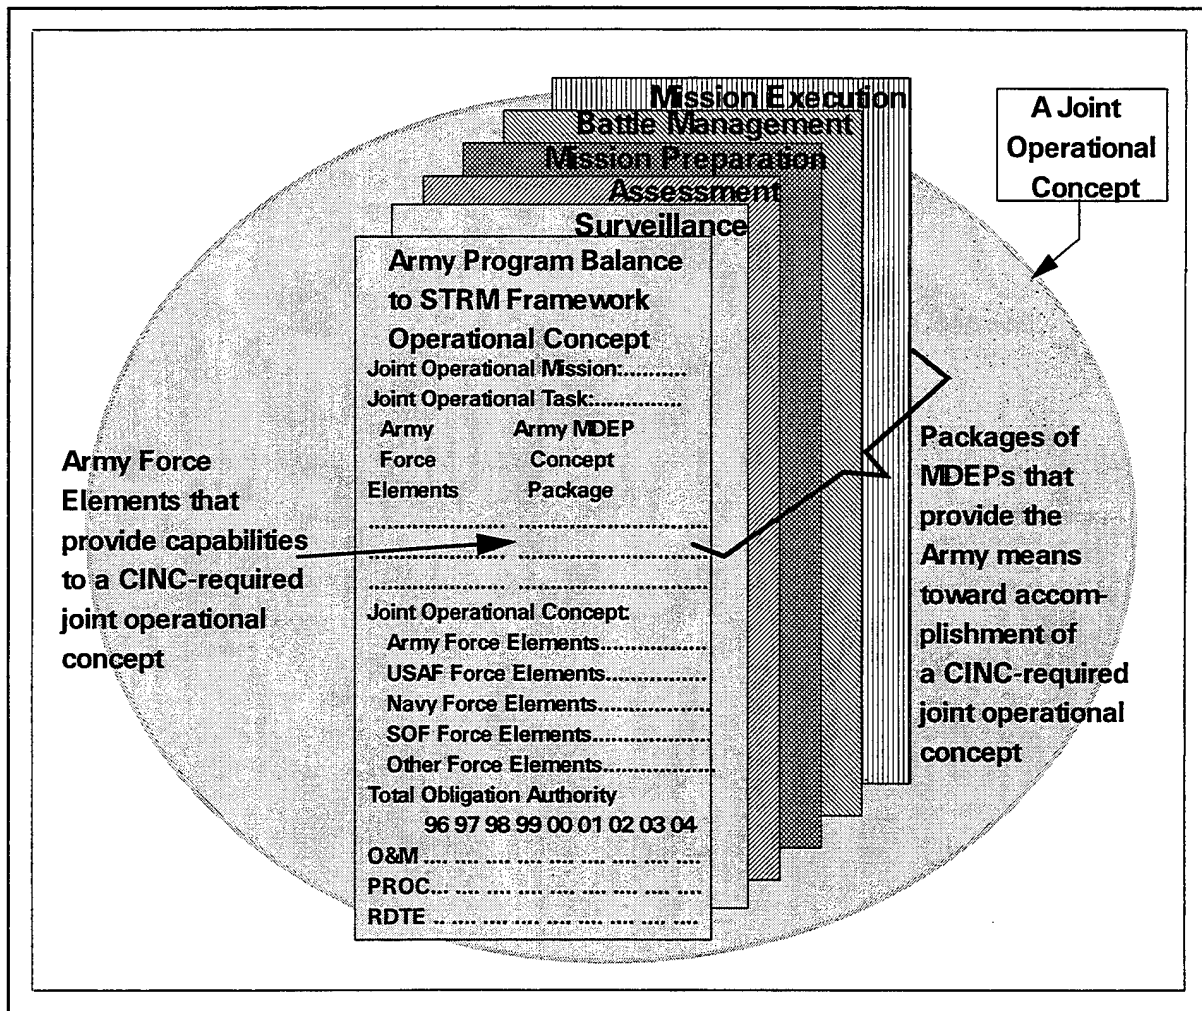 Mission Execution
Battle Management
Mission Preparation
Assessment
Surveillance
Army Program Balance
to STRM Framework
Operational Concept
Joint Operational Mission:...........
Joint Operational Task:...............
Army Army MDEP
Force Concept
Elements Package
Joint Operational Concept:
Army Force Elements..................
USAF Force Elements.................
Navy Force Elements..................
SOF Force Elements..................
Other Force Elements..................
Total Obligation Authority
96 97 98 99 00 01 02 03 04
O&M .... .... .... .... .... .... .... .... ....
PROC... .... .... .... .... .... .... .... ....
RDTE .. .... .... .... .... .... .... .... ....
A Joint
Operational
Concept
Army Force
Elements that
provide capabilities
to a CINC-required
joint operational
concept
Packages of
MDEPs that
provide the
Army means
toward accom-
plishment of
a CINC-required
joint operational
concept